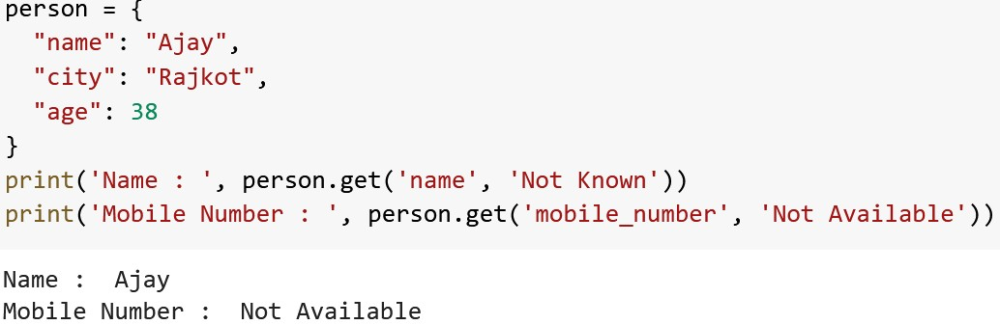 person = {
  "name": "Ajay",
  "city": "Rajkot",
  "age": 38
}
print('Name : ', person.get('name', 'Not Known'))
print('Mobile Number : ', person.get('mobile_number', 'Not Available'))
Name :  Ajay
Mobile Number :  Not Available